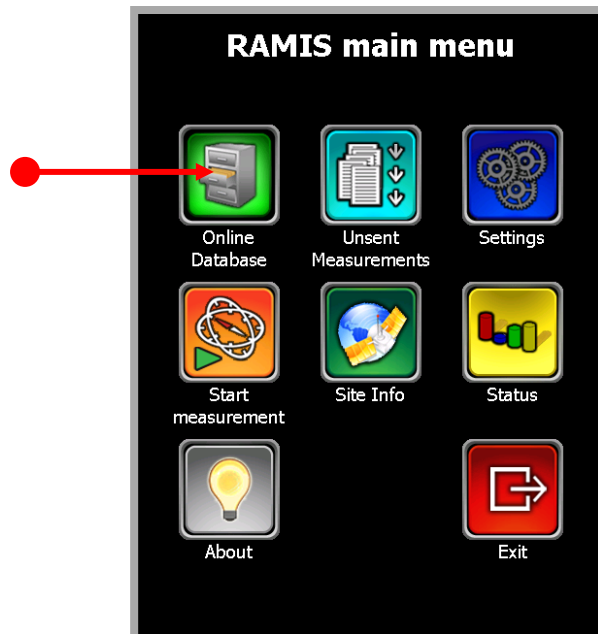 RAMIS main menu
Online
Database
Unsent
Measurements
Settings
Start
measurement
Site Info
Status
About
Exit